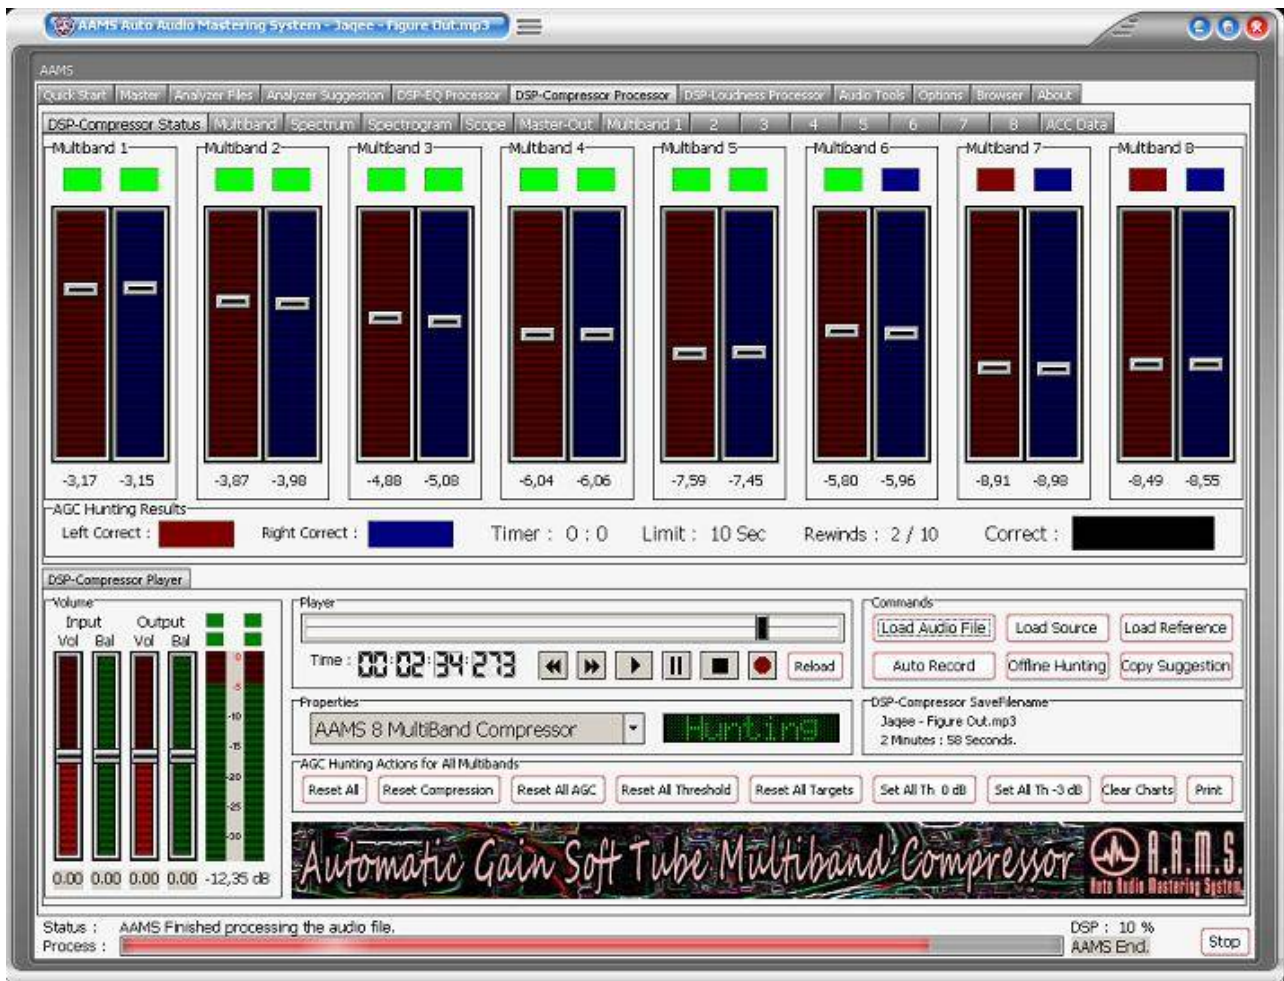 AAMS Auto Audio Mastering System - Jaqee - Figure Out.mp3
AAMS
Quick Start Master Analyzer Files Analyzer Suggestion DSP-EQ Processor DSP-Compressor Processor DSP-Loudness Processor Audio Tools Options Browser About
DSP-Compressor Status Multiband Spectrum Spectrogram Scope Master-Out Multiband 1 2 3 4 5 6 7 8 ACC Data
Multiband 1 Multiband 2 Multiband 3 Multiband 4 Multiband 5 Multiband 6 Multiband 7 Multiband 8
-3,17 -3,15 -3,87 -3,98 -4,88 -5,08 -6,04 -6,06 -7,59 -7,45 -5,80 -5,96 -8,91 -8,98 -8,49 -8,55
AGC Hunting Results
Left Correct : Right Correct : Timer : 0 : 0 Limit : 10 Sec Rewinds : 2 / 10 Correct :
DSP-Compressor Player
Volume
Input Output
Vol Bal Vol Bal
0
-5
-10
-15
-20
-25
-30
0.00 0.00 0.00 0.00 -12,35 dB
Player
Time : 00:02:34:273 Reload
Commands
Load Audio File Load Source Load Reference
Auto Record Offline Hunting Copy Suggestion
Properties
AAMS 8 MultiBand Compressor Hunting
DSP-Compressor SaveFilename
Jaqee - Figure Out.mp3
2 Minutes : 58 Seconds.
AGC Hunting Actions for All Multibands
Reset All Reset Compression Reset All AGC Reset All Threshold Reset All Targets Set All Th 0 dB Set All Th -3 dB Clear Charts Print
Automatic Gain Soft Tube Multiband Compressor A.A.M.S.
Auto Audio Mastering System
Status : AAMS Finished processing the audio file. DSP : 10 %
Process : AAMS End. Stop